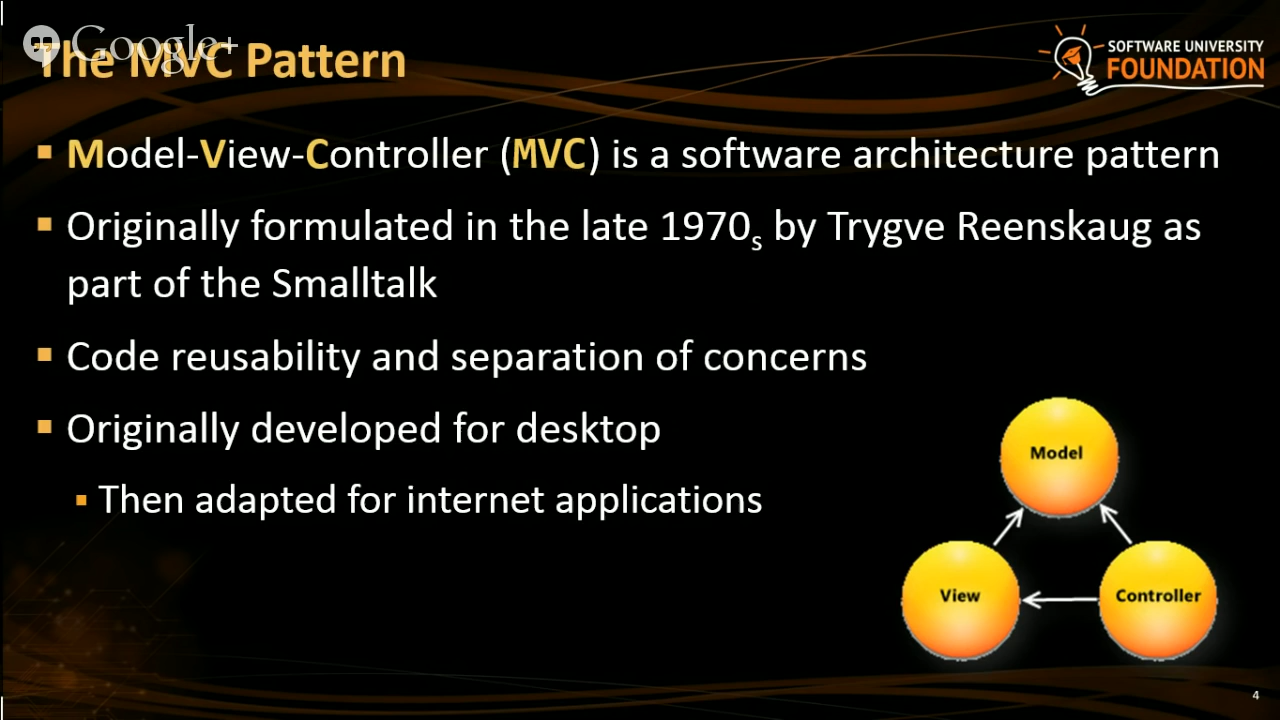 Google+
The MVC Pattern
SOFTWARE UNIVERSITY
FOUNDATION
Model-View-Controller (MVC) is a software architecture pattern
Originally formulated in the late 1970s by Trygve Reenskaug as
part of the Smalltalk
Code reusability and separation of concerns
Originally developed for desktop
Then adapted for internet applications
Model
View
Controller
4